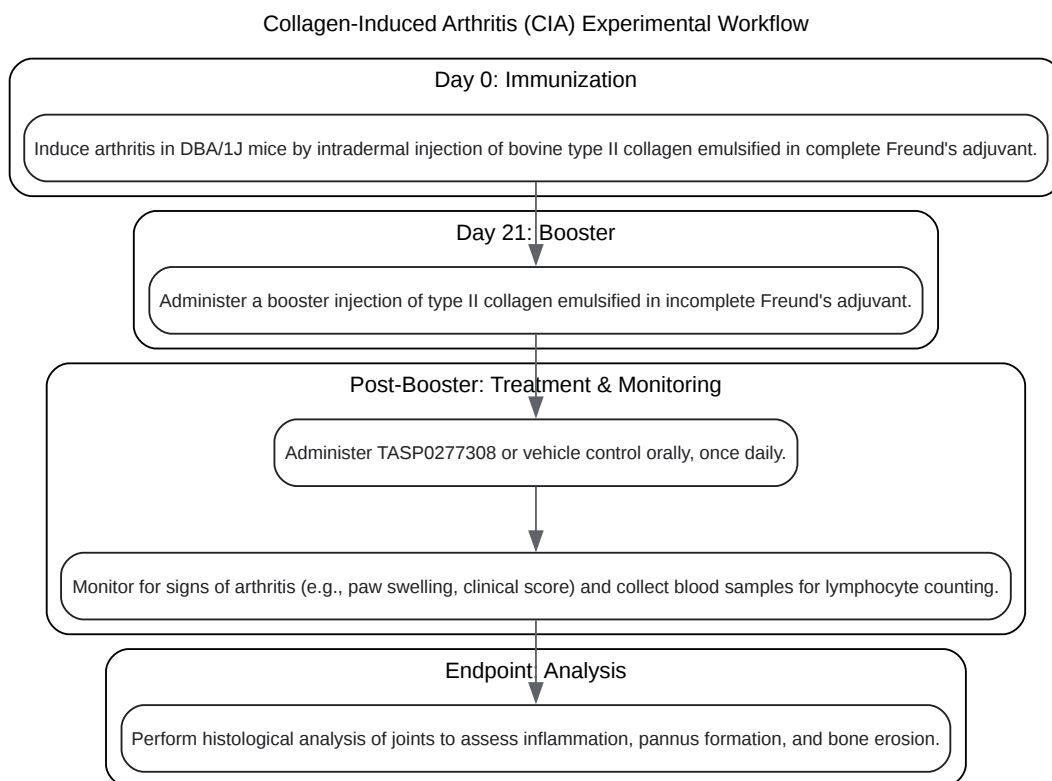 Collagen-Induced Arthritis (CIA) Experimental Workflow
Day 0: Immunization
Induce arthritis in DBA/1J mice by intradermal injection of bovine type II collagen emulsified in complete Freund's adjuvant.
Day 21: Booster
Administer a booster injection of type II collagen emulsified in incomplete Freund's adjuvant.
Post-Booster: Treatment & Monitoring
Administer TASP0277308 or vehicle control orally, once daily.
Monitor for signs of arthritis (e.g., paw swelling, clinical score) and collect blood samples for lymphocyte counting.
Endpoint: Analysis
Perform histological analysis of joints to assess inflammation, pannus formation, and bone erosion.